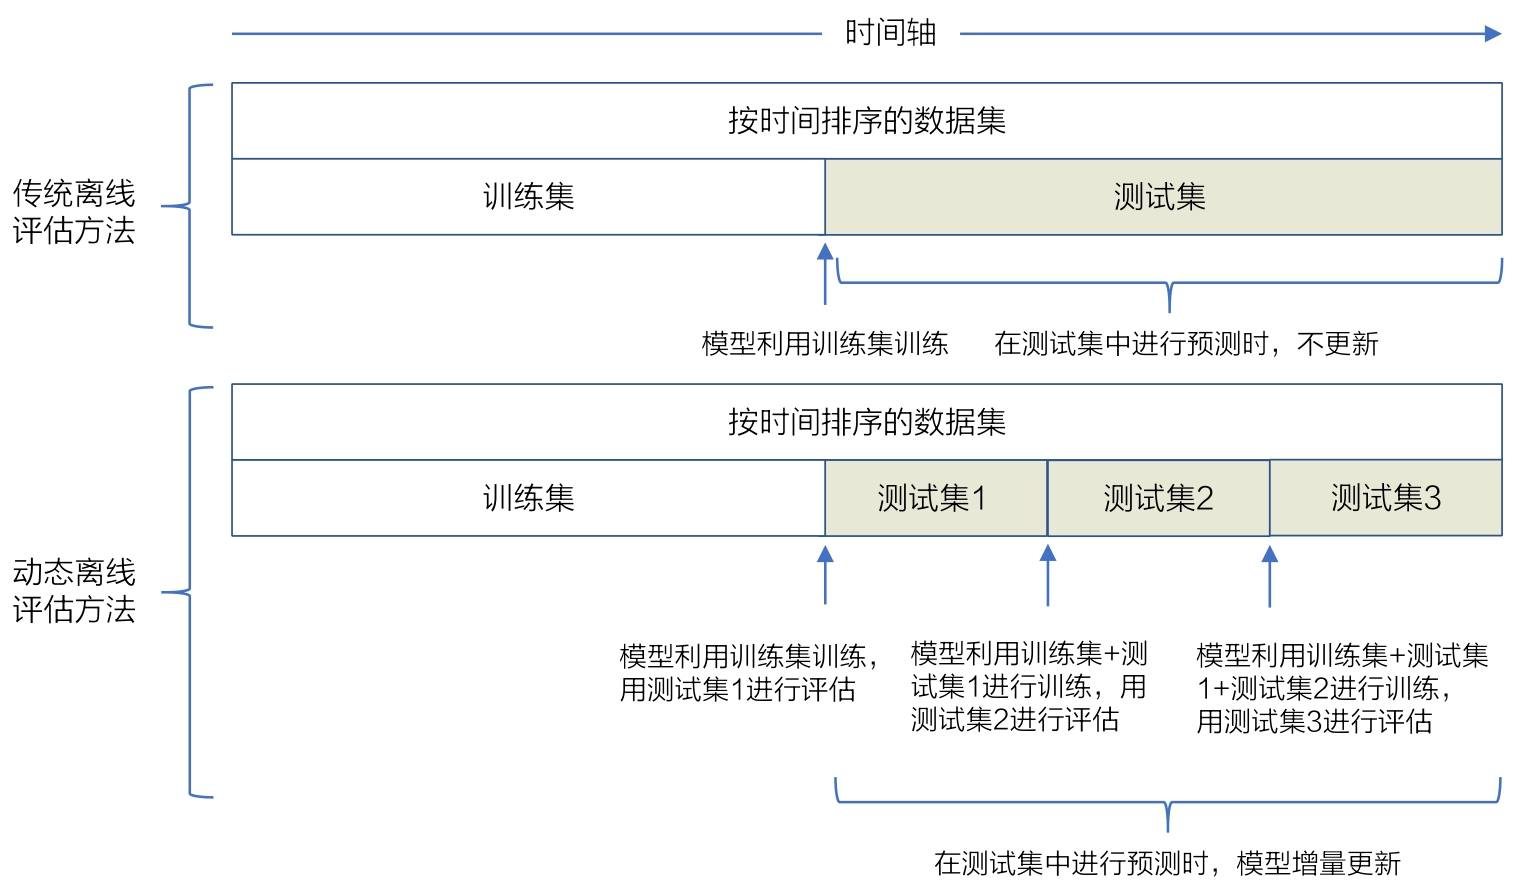 时间轴
按时间排序的数据集
训练集
测试集
传统离线
评估方法
模型利用训练集训练
在测试集中进行预测时，不更新
按时间排序的数据集
训练集
测试集1
测试集2
测试集3
动态离线
评估方法
模型利用训练集训练，
用测试集1进行评估
模型利用训练集+测
试集1进行训练，用
测试集2进行评估
模型利用训练集+测试集
1+测试集2进行训练，
用测试集3进行评估
在测试集中进行预测时，模型增量更新